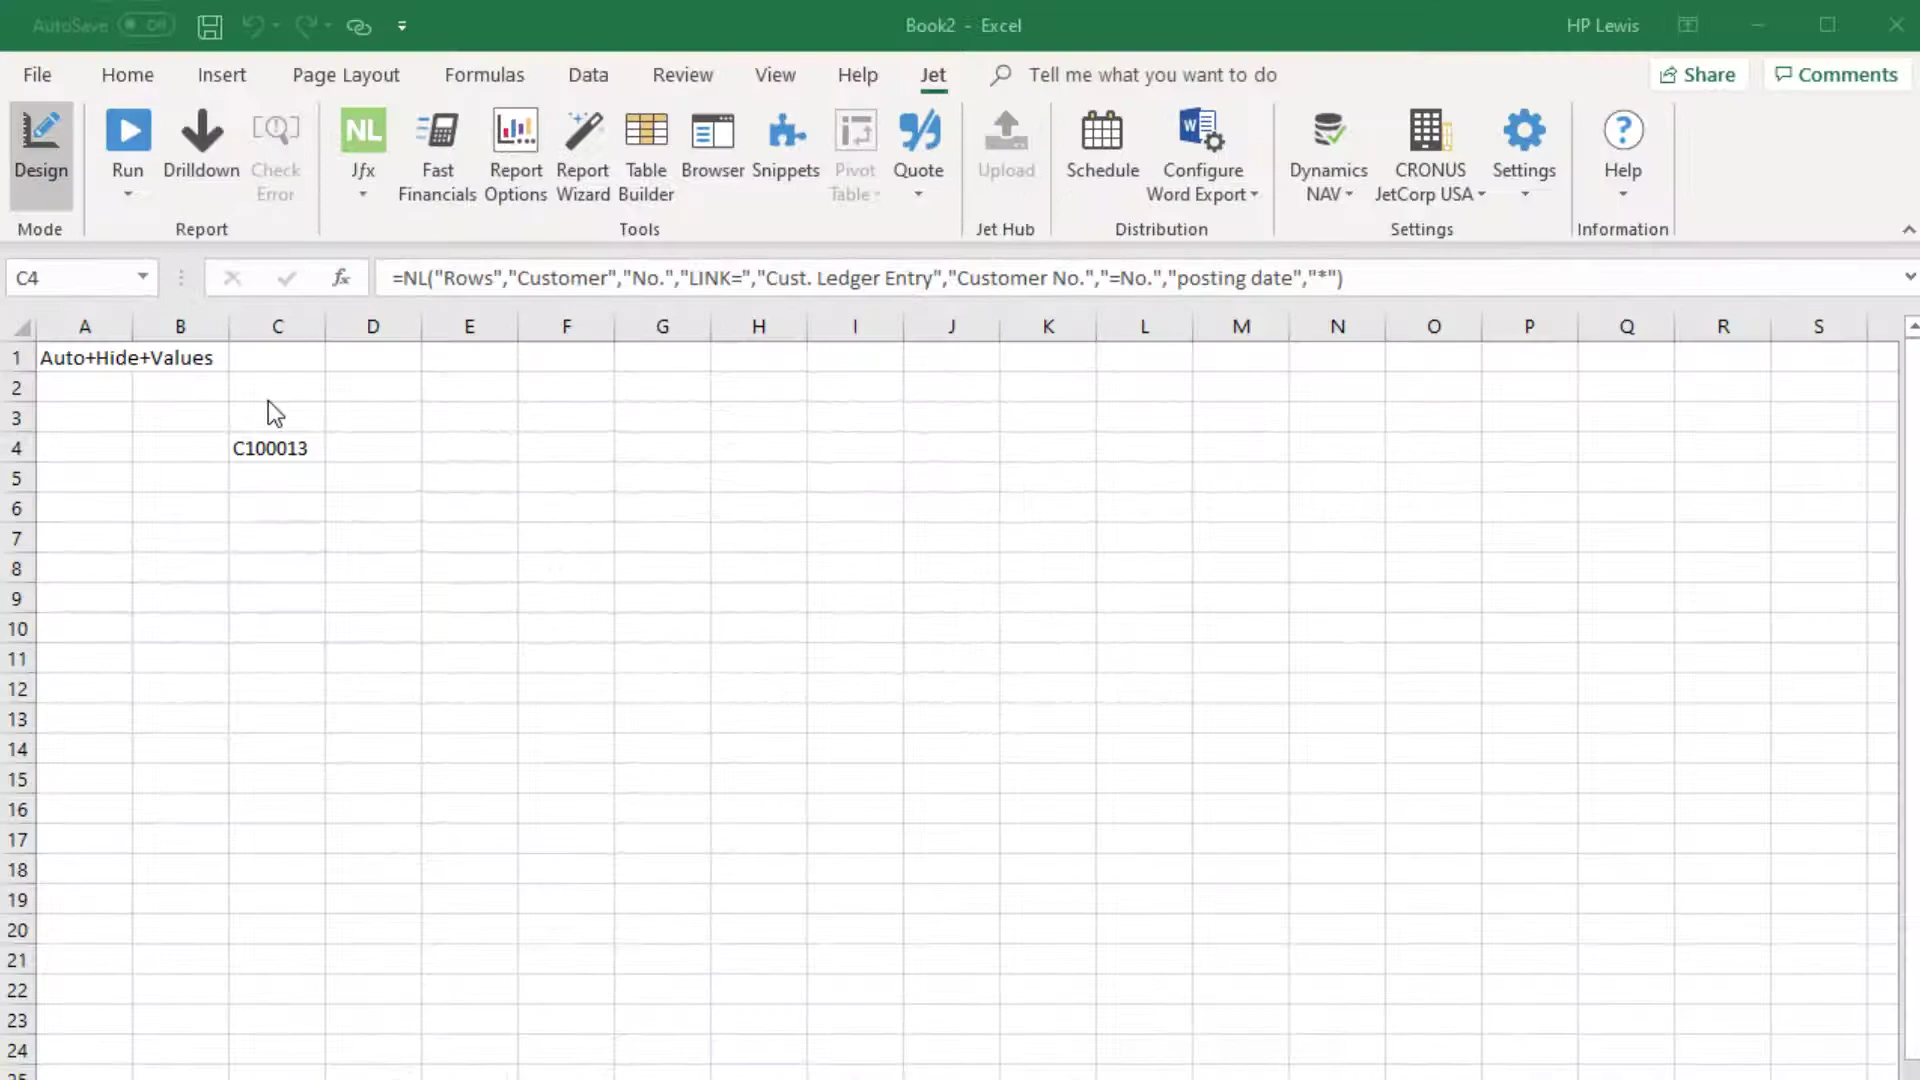 AutoSave Off
Book2 - Excel
HP Lewis
File Home Insert Page Layout Formulas Data Review View Help Jet Tell me what you want to do Share Comments
Design
Mode
Run
Drilldown
Check Error
Report
NL
Jfx
Fast Financials
Report Options
Report Wizard
Table Builder
Browser
Snippets
Pivot Table
Quote
Tools
Upload
Jet Hub
Schedule
Configure Word Export
Distribution
Dynamics NAV
CRONUS JetCorp USA
Settings
Settings
Help
Information
C4
fx
=NL("Rows","Customer","No.","LINK=","Cust. Ledger Entry","Customer No.","=No.","posting date","*")
A B C D E F G H I J K L M N O P Q R S
1 Auto+Hide+Values
2
3
4 C100013
5
6
7
8
9
10
11
12
13
14
15
16
17
18
19
20
21
22
23
24
25